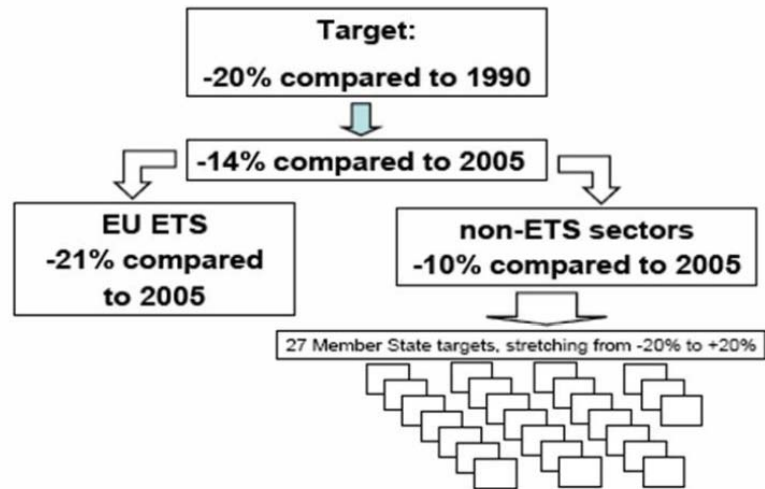 Target:
-20% compared to 1990
-14% compared to 2005
EU ETS
-21% compared
to 2005
non-ETS sectors
-10% compared to 2005
27 Member State targets, stretching from -20% to +20%